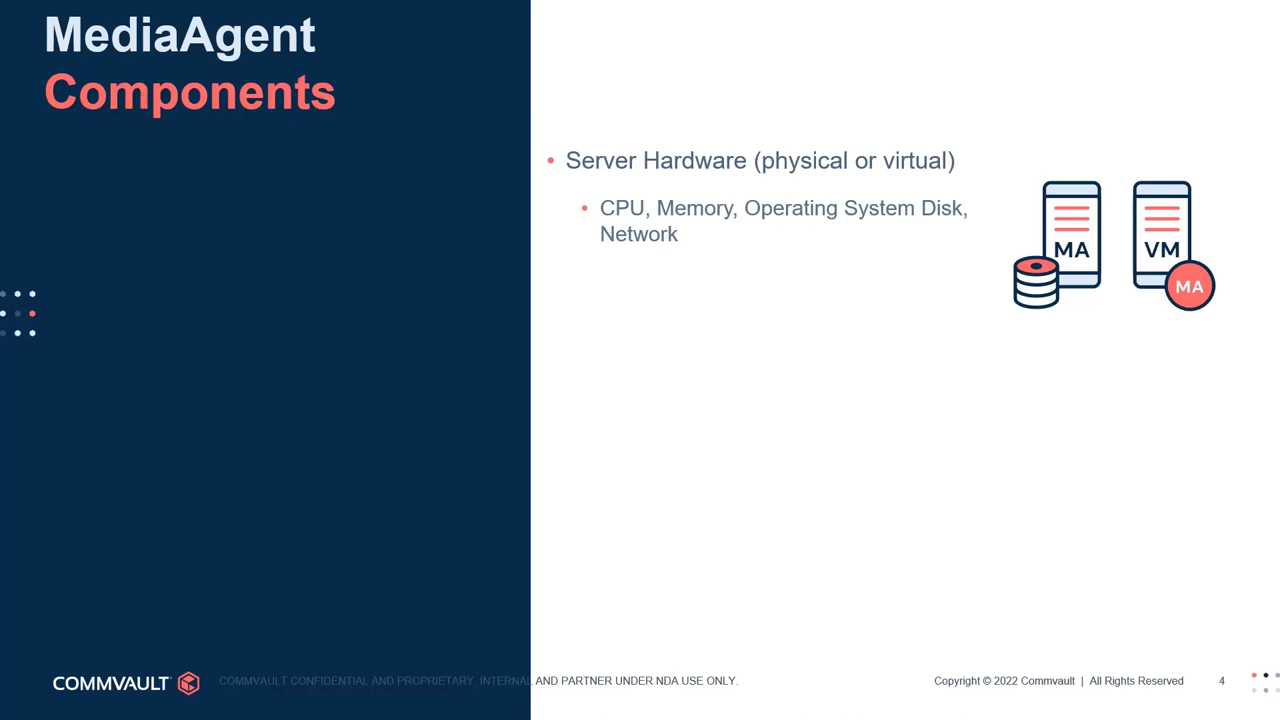 MediaAgent
Components
• Server Hardware (physical or virtual)
• CPU, Memory, Operating System Disk,
Network
MA
VM
MA
COMMVAULT
COMMVAULT CONFIDENTIAL AND PROPRIETARY. INTERNAL AND PARTNER UNDER NDA USE ONLY.
Copyright © 2022 Commvault | All Rights Reserved
4